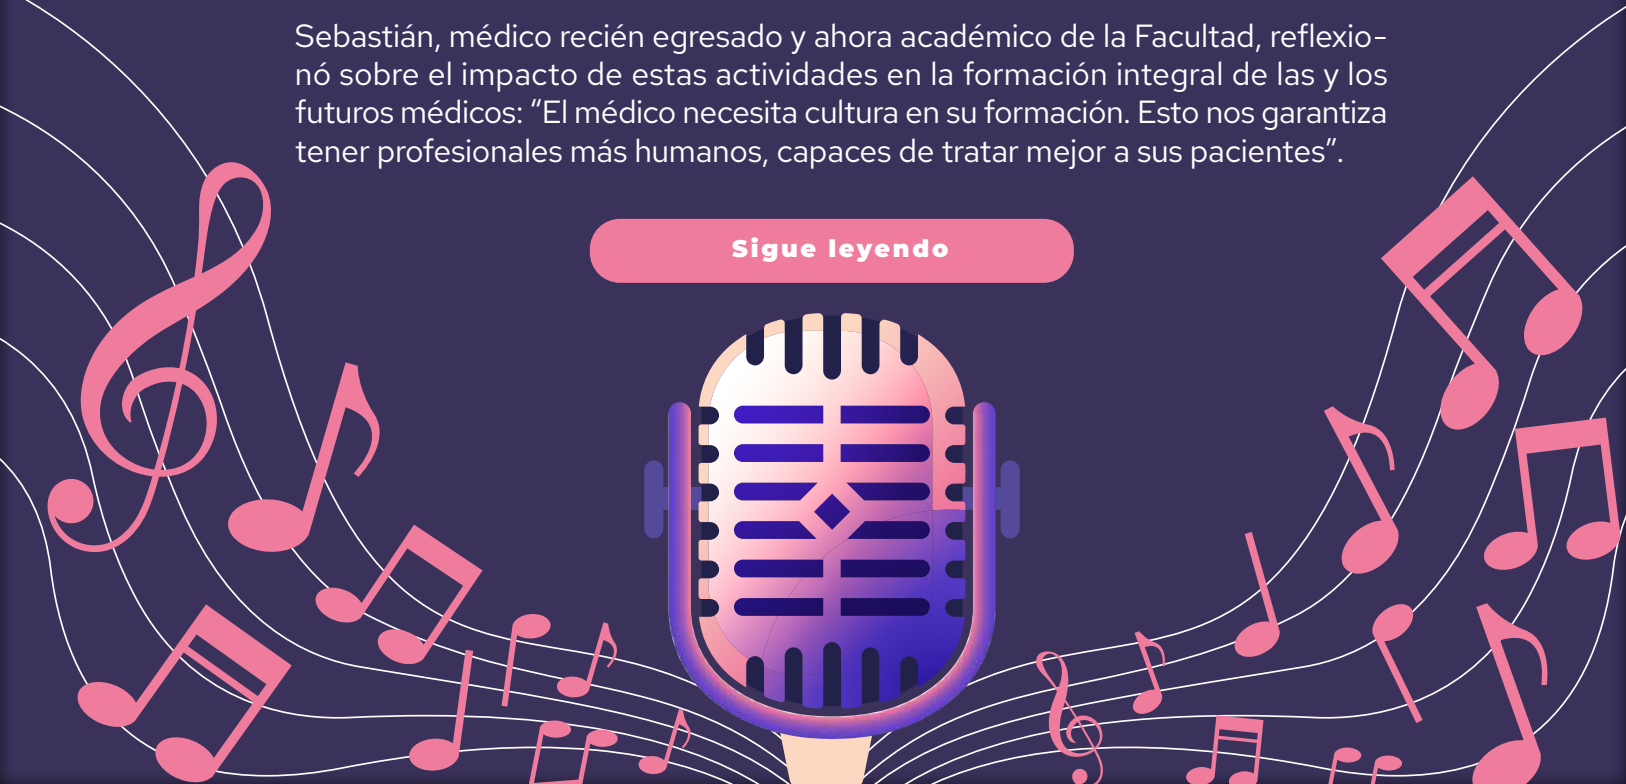 Sebastián, médico recién egresado y ahora académico de la Facultad, reflexio-
nó sobre el impacto de estas actividades en la formación integral de las y los
futuros médicos: “El médico necesita cultura en su formación. Esto nos garantiza
tener profesionales más humanos, capaces de tratar mejor a sus pacientes”.
Sigue leyendo